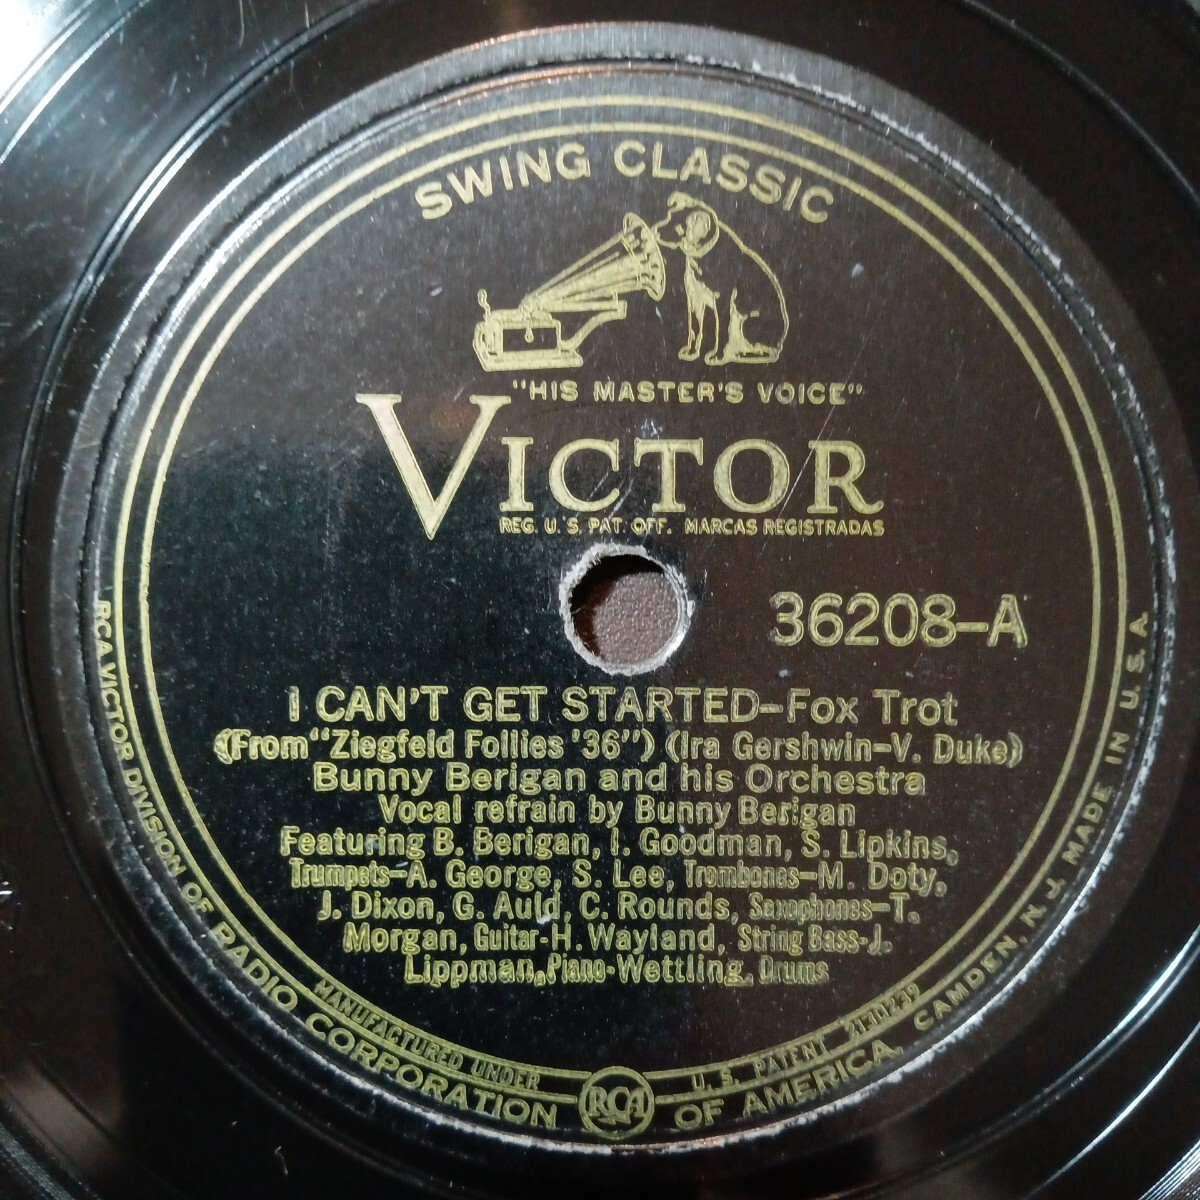 SWING CLASSIC
"HIS MASTER'S VOICE"
VICTOR
REG. U.S. PAT. OFF. MARCAS REGISTRADAS
36208-A
I CAN'T GET STARTED-Fox Trot
(From "Ziegfeld Follies '36") (Ira Gershwin-V. Duke)
Bunny Berigan and his Orchestra
Vocal refrain by Bunny Berigan
Featuring B. Berigan, I. Goodman, S. Lipkins,
Trumpets-A. George, S. Lee, Trombones-M. Doty,
J. Dixon, G. Auld, C. Rounds, Saxophones-T.
Morgan, Guitar-H. Wayland, String Bass-J.
Lippman, Piano-Wettling, Drums
MANUFACTURED UNDER U. S. PATENT 2130239
RCA
RCA VICTOR DIVISION OF RADIO CORPORATION OF AMERICA, CAMDEN, N. J. MADE IN U. S. A.